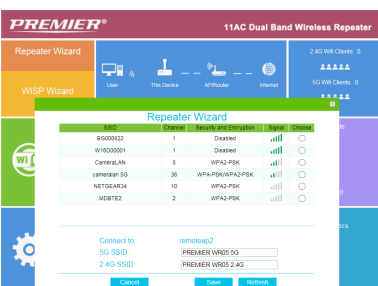 PREMIER®
11AC Dual Band Wireless Repeater
Repeater Wizard
WISP Wizard
User
This Device
AP/Router
Internet
2.4G Wifi Clients: 0
5G Wifi Clients: 0
Repeater Wizard
SSID Channel Security and Encryption Signal Choose
BG000822 1 Disabled
W16D00001 1 Disabled
CameraLAN 8 WPA2-PSK
cameralan 5G 36 WPA-PSK/WPA2-PSK
NETGEAR34 10 WPA2-PSK
MDBTE2 2 WPA2-PSK
Connect to remoteap2
5G SSID: PREMIER WR05 5G
2.4G SSID: PREMIER WR05 2.4G
Cancel Save Refresh